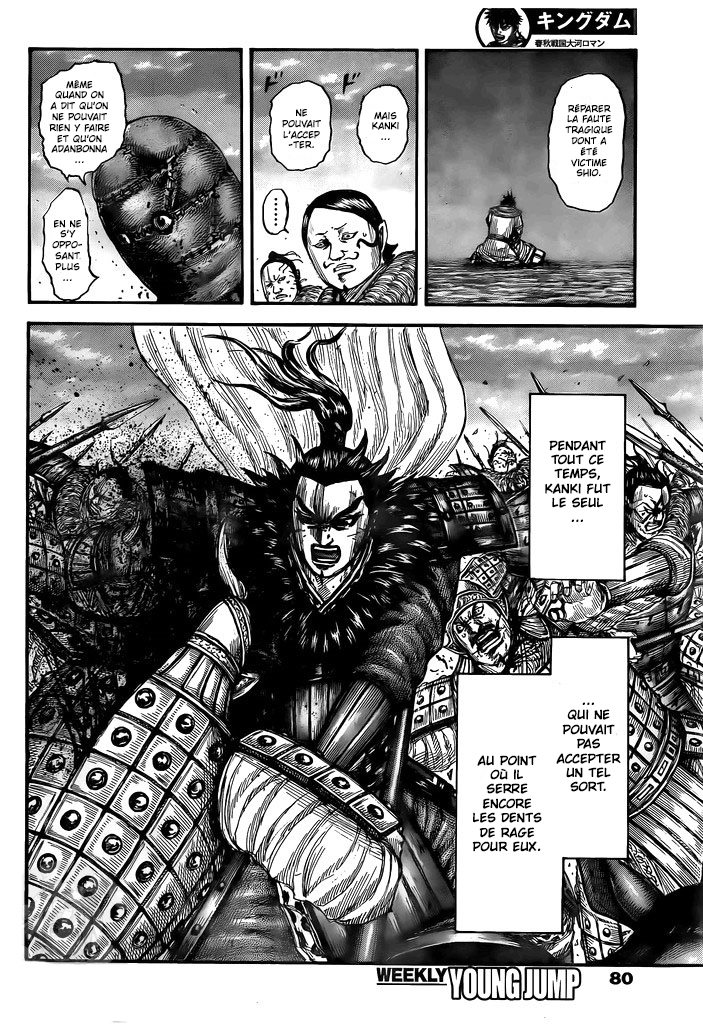 キングダム
春秋戦国大河ロマン
RÉPARER
LA FAUTE
TRAGIQUE
DONT A
ÉTÉ
VICTIME
SHIO.
MAIS
KANKI
...
NE
POUVAIT
L'ACCEP
-TER.
ド
ド
......
MÊME
QUAND ON
A DIT QU'ON
NE POUVAIT
RIEN Y FAIRE
ET QU'ON
ADANBONNA
...
EN NE
S'Y
OPPO-
SANT
PLUS
...
PENDANT
TOUT CE
TEMPS,
KANKI FUT
LE SEUL
...
...
QUI NE
POUVAIT
PAS
ACCEPTER
UN TEL
SORT.
AU POINT
OÙ IL
SERRE
ENCORE
LES DENTS
DE RAGE
POUR EUX.
WEEKLY YOUNG JUMP 80